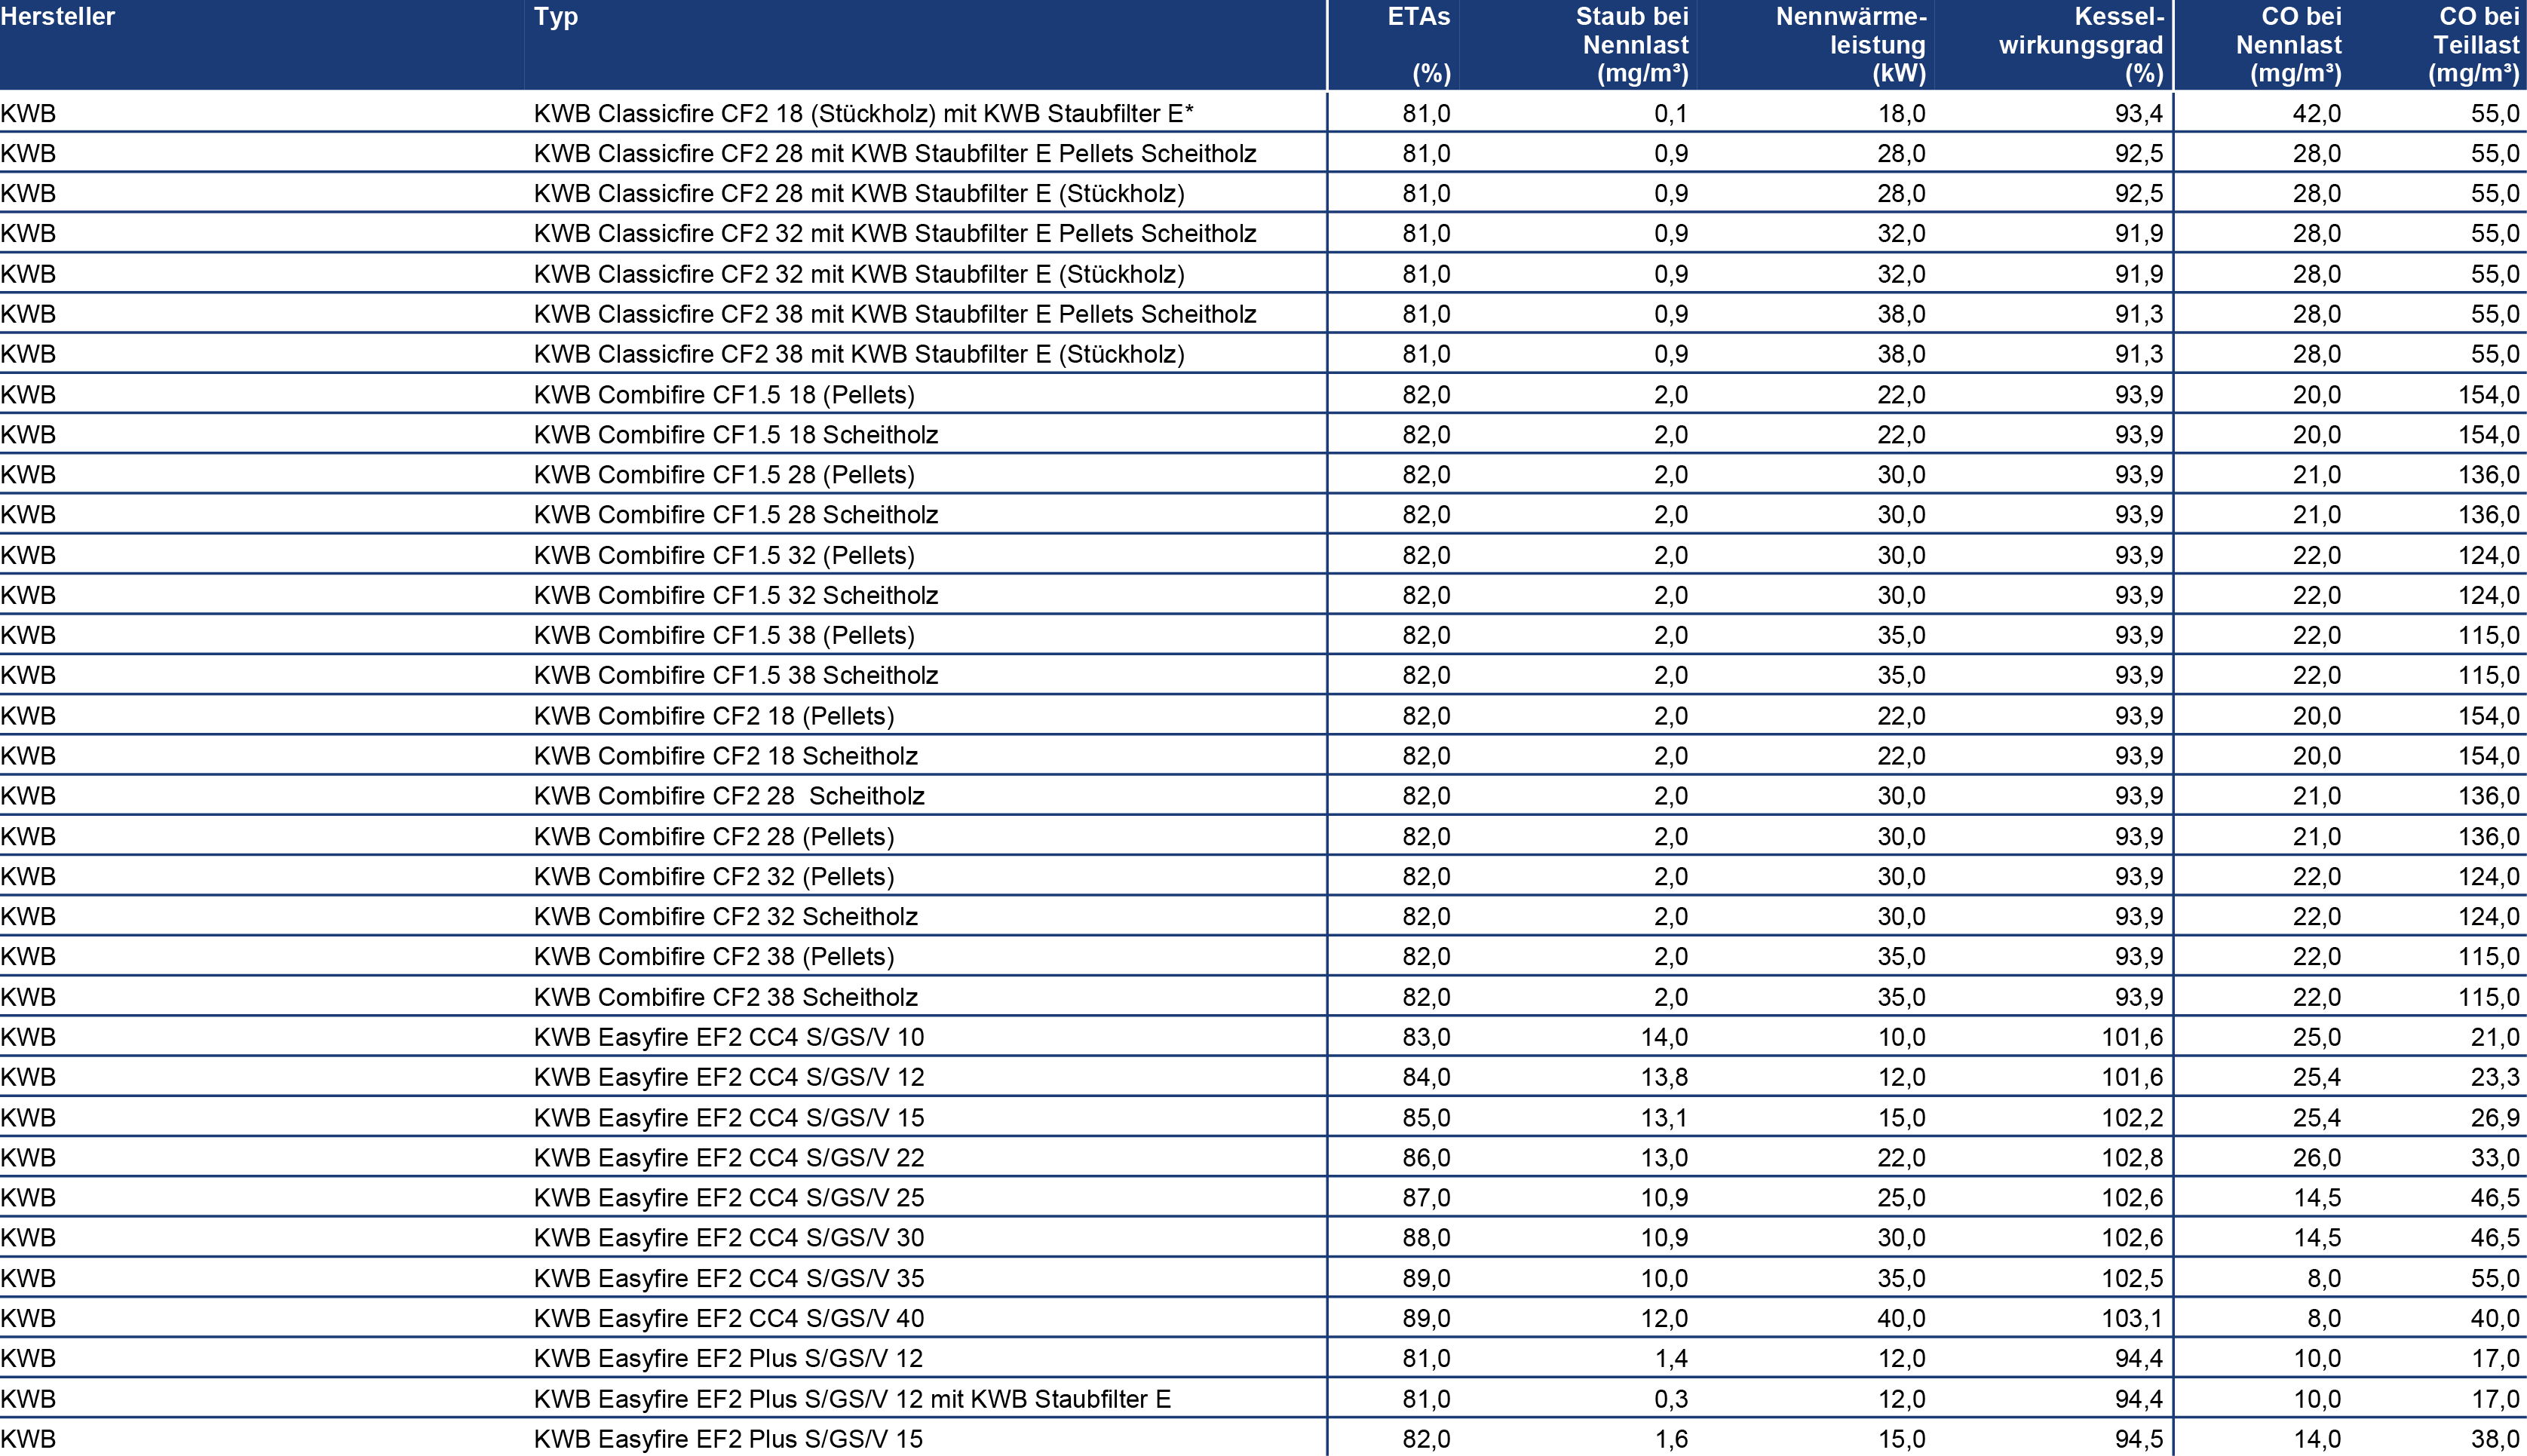 Hersteller Typ ETAs (%) Staub bei Nennlast (mg/m³) Nennwärme-leistung (kW) Kessel-wirkungsgrad (%) CO bei Nennlast (mg/m³) CO bei Teillast (mg/m³)
KWB KWB Classicfire CF2 18 (Stückholz) mit KWB Staubfilter E* 81,0 0,1 18,0 93,4 42,0 55,0
KWB KWB Classicfire CF2 28 mit KWB Staubfilter E Pellets Scheitholz 81,0 0,9 28,0 92,5 28,0 55,0
KWB KWB Classicfire CF2 28 mit KWB Staubfilter E (Stückholz) 81,0 0,9 28,0 92,5 28,0 55,0
KWB KWB Classicfire CF2 32 mit KWB Staubfilter E Pellets Scheitholz 81,0 0,9 32,0 91,9 28,0 55,0
KWB KWB Classicfire CF2 32 mit KWB Staubfilter E (Stückholz) 81,0 0,9 32,0 91,9 28,0 55,0
KWB KWB Classicfire CF2 38 mit KWB Staubfilter E Pellets Scheitholz 81,0 0,9 38,0 91,3 28,0 55,0
KWB KWB Classicfire CF2 38 mit KWB Staubfilter E (Stückholz) 81,0 0,9 38,0 91,3 28,0 55,0
KWB KWB Combifire CF1.5 18 (Pellets) 82,0 2,0 22,0 93,9 20,0 154,0
KWB KWB Combifire CF1.5 18 Scheitholz 82,0 2,0 22,0 93,9 20,0 154,0
KWB KWB Combifire CF1.5 28 (Pellets) 82,0 2,0 30,0 93,9 21,0 136,0
KWB KWB Combifire CF1.5 28 Scheitholz 82,0 2,0 30,0 93,9 21,0 136,0
KWB KWB Combifire CF1.5 32 (Pellets) 82,0 2,0 30,0 93,9 22,0 124,0
KWB KWB Combifire CF1.5 32 Scheitholz 82,0 2,0 30,0 93,9 22,0 124,0
KWB KWB Combifire CF1.5 38 (Pellets) 82,0 2,0 35,0 93,9 22,0 115,0
KWB KWB Combifire CF1.5 38 Scheitholz 82,0 2,0 35,0 93,9 22,0 115,0
KWB KWB Combifire CF2 18 (Pellets) 82,0 2,0 22,0 93,9 20,0 154,0
KWB KWB Combifire CF2 18 Scheitholz 82,0 2,0 22,0 93,9 20,0 154,0
KWB KWB Combifire CF2 28  Scheitholz 82,0 2,0 30,0 93,9 21,0 136,0
KWB KWB Combifire CF2 28 (Pellets) 82,0 2,0 30,0 93,9 21,0 136,0
KWB KWB Combifire CF2 32 (Pellets) 82,0 2,0 30,0 93,9 22,0 124,0
KWB KWB Combifire CF2 32 Scheitholz 82,0 2,0 30,0 93,9 22,0 124,0
KWB KWB Combifire CF2 38 (Pellets) 82,0 2,0 35,0 93,9 22,0 115,0
KWB KWB Combifire CF2 38 Scheitholz 82,0 2,0 35,0 93,9 22,0 115,0
KWB KWB Easyfire EF2 CC4 S/GS/V 10 83,0 14,0 10,0 101,6 25,0 21,0
KWB KWB Easyfire EF2 CC4 S/GS/V 12 84,0 13,8 12,0 101,6 25,4 23,3
KWB KWB Easyfire EF2 CC4 S/GS/V 15 85,0 13,1 15,0 102,2 25,4 26,9
KWB KWB Easyfire EF2 CC4 S/GS/V 22 86,0 13,0 22,0 102,8 26,0 33,0
KWB KWB Easyfire EF2 CC4 S/GS/V 25 87,0 10,9 25,0 102,6 14,5 46,5
KWB KWB Easyfire EF2 CC4 S/GS/V 30 88,0 10,9 30,0 102,6 14,5 46,5
KWB KWB Easyfire EF2 CC4 S/GS/V 35 89,0 10,0 35,0 102,5 8,0 55,0
KWB KWB Easyfire EF2 CC4 S/GS/V 40 89,0 12,0 40,0 103,1 8,0 40,0
KWB KWB Easyfire EF2 Plus S/GS/V 12 81,0 1,4 12,0 94,4 10,0 17,0
KWB KWB Easyfire EF2 Plus S/GS/V 12 mit KWB Staubfilter E 81,0 0,3 12,0 94,4 10,0 17,0
KWB KWB Easyfire EF2 Plus S/GS/V 15 82,0 1,6 15,0 94,5 14,0 38,0